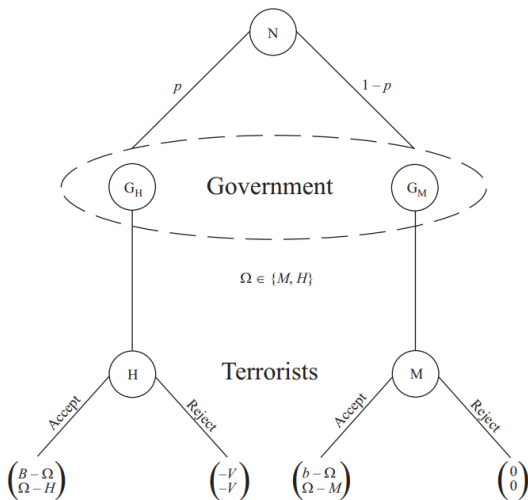 N
p
1 – p
G_H
Government
G_M
Ω ∈ {M, H}
H
Terrorists
M
Accept
Reject
Accept
Reject
(B – Ω
Ω – H)
(–V
–V)
(b – Ω
Ω – M)
(0
0)